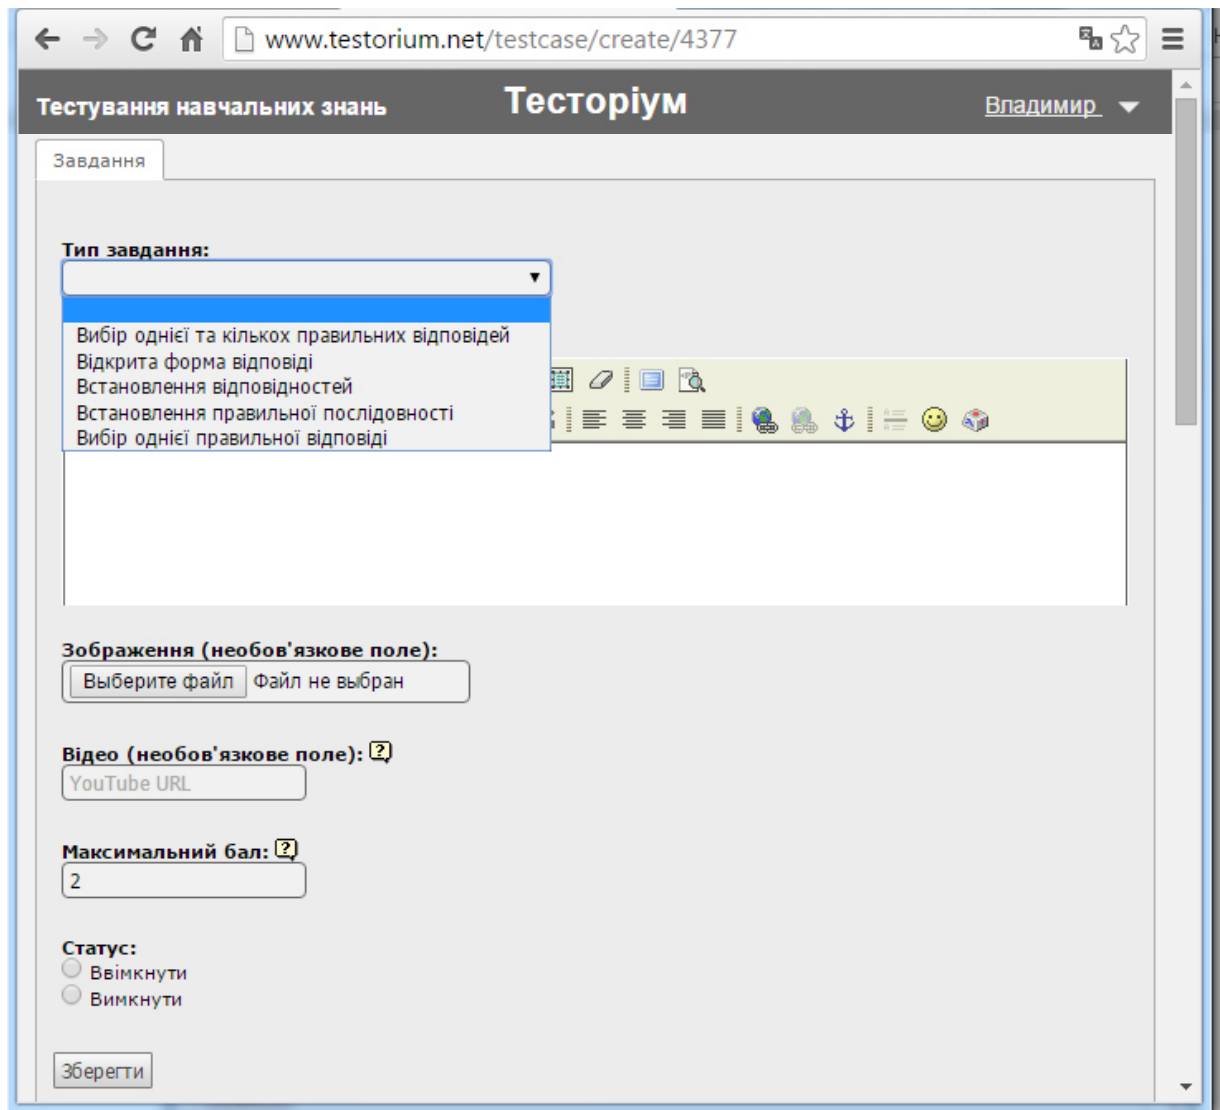 www.testorium.net/testcase/create/4377
Тестування навчальних знань Тесторіум Владимир
Завдання
Тип завдання:
Вибір однієї та кількох правильних відповідей
Відкрита форма відповіді
Встановлення відповідностей
Встановлення правильної послідовності
Вибір однієї правильної відповіді
Зображення (необов'язкове поле):
Выберите файл Файл не выбран
Відео (необов'язкове поле):
YouTube URL
Максимальний бал:
2
Статус:
Ввімкнути
Вимкнути
Зберегти